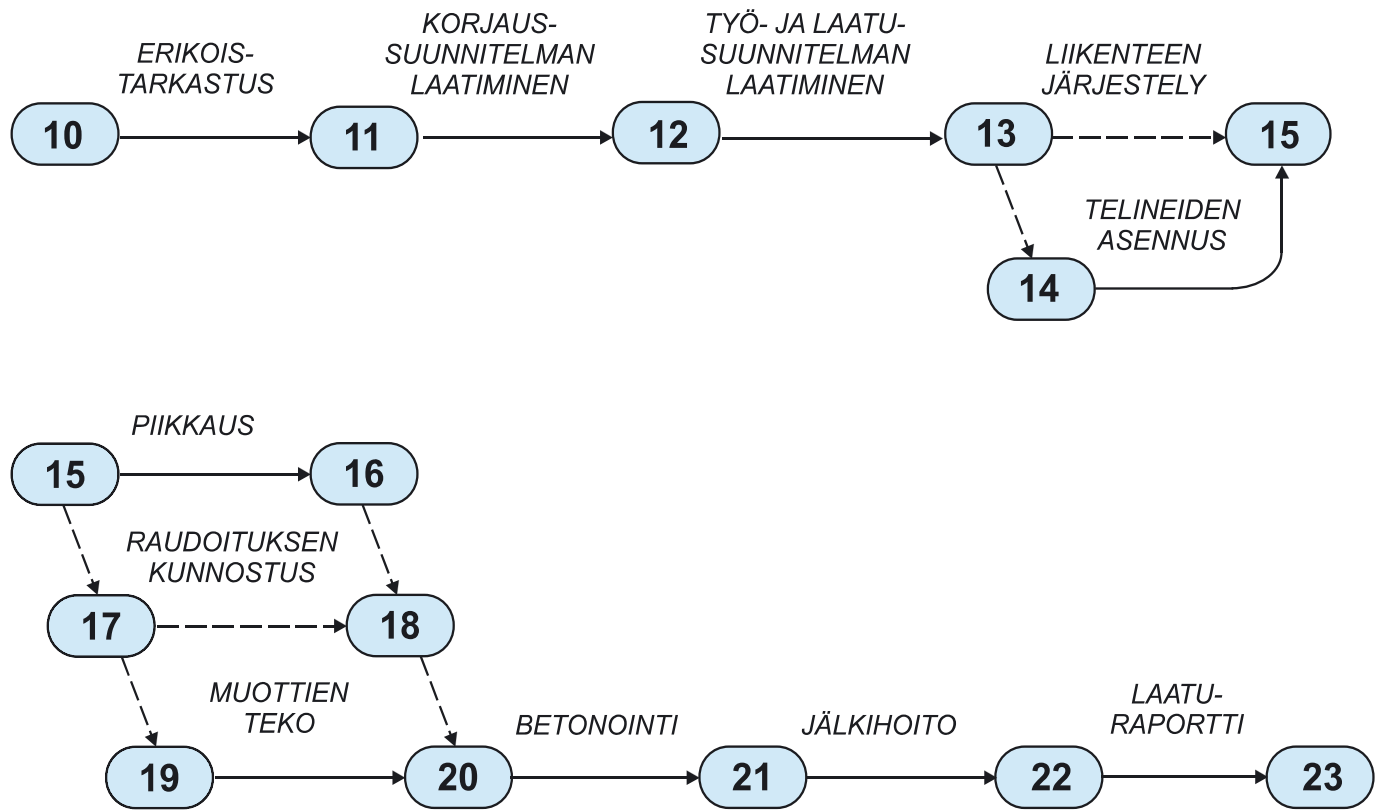 ERIKOIS-
TARKASTUS
KORJAUS-
SUUNNITELMAN
LAATIMINEN
TYÖ- JA LAATU-
SUUNNITELMAN
LAATIMINEN
LIIKENTEEN
JÄRJESTELY
10
11
12
13
15
TELINEIDEN
ASENNUS
14
PIIKKAUS
15
16
RAUDOITUKSEN
KUNNOSTUS
17
18
MUOTTIEN
TEKO
BETONOINTI
JÄLKIHOITO
LAATU-
RAPORTTI
19
20
21
22
23